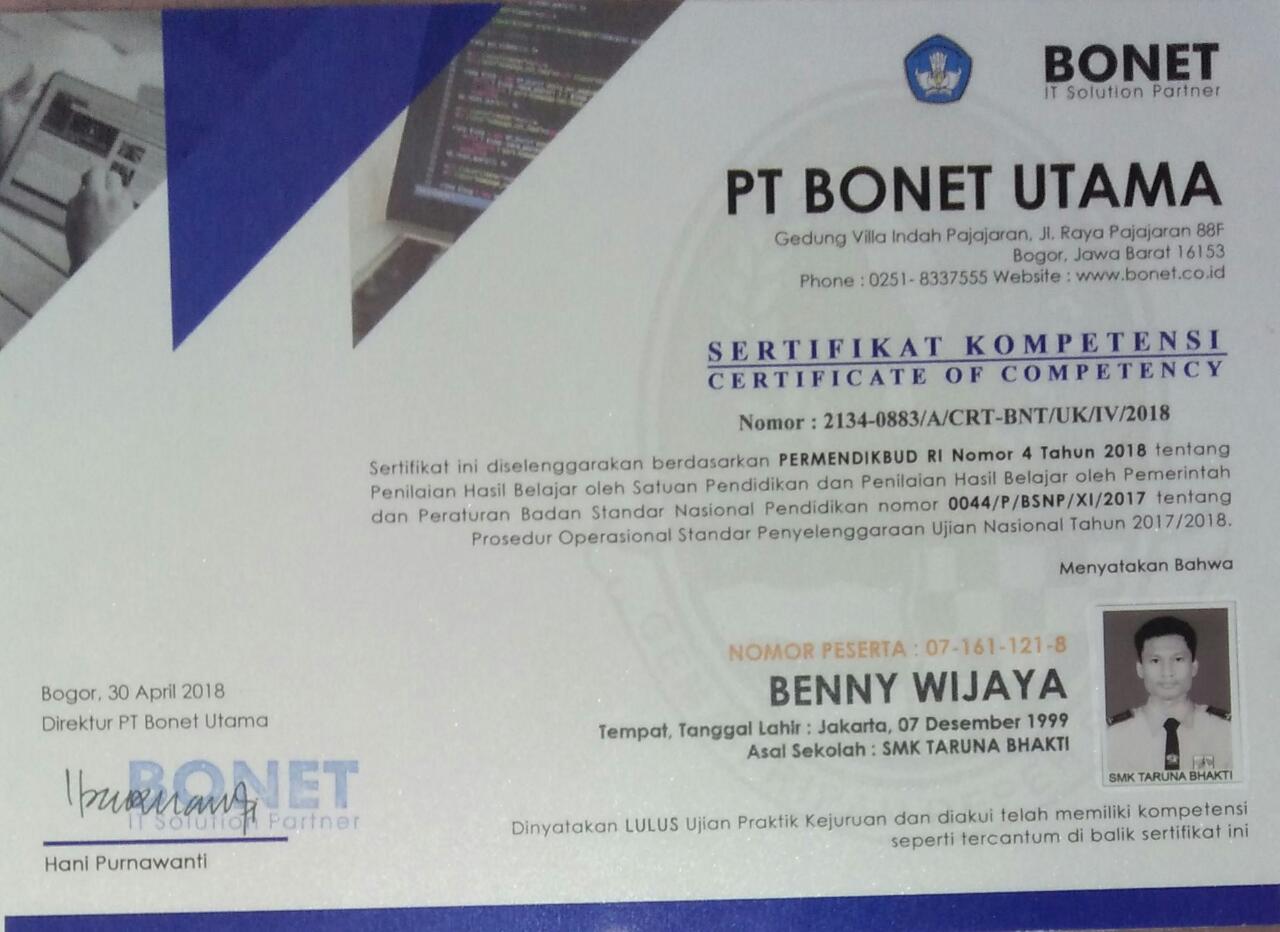 BONET
IT Solution Partner
PT BONET UTAMA
Gedung Villa Indah Pajajaran, Jl. Raya Pajajaran 88F
Bogor, Jawa Barat 16153
Phone : 0251- 8337555 Website : www.bonet.co.id
SERTIFIKAT KOMPETENSI
CERTIFICATE OF COMPETENCY
Nomor : 2134-0883/A/CRT-BNT/UK/IV/2018
Sertifikat ini diselenggarakan berdasarkan PERMENDIKBUD RI Nomor 4 Tahun 2018 tentang
Penilaian Hasil Belajar oleh Satuan Pendidikan dan Penilaian Hasil Belajar oleh Pemerintah
dan Peraturan Badan Standar Nasional Pendidikan nomor 0044/P/BSNP/XI/2017 tentang
Prosedur Operasional Standar Penyelenggaraan Ujian Nasional Tahun 2017/2018.
Menyatakan Bahwa
NOMOR PESERTA : 07-161-121-8
BENNY WIJAYA
Tempat, Tanggal Lahir : Jakarta, 07 Desember 1999
Asal Sekolah : SMK TARUNA BHAKTI
SMK TARUNA BHAKTI
Dinyatakan LULUS Ujian Praktik Kejuruan dan diakui telah memiliki kompetensi
seperti tercantum di balik sertifikat ini
Bogor, 30 April 2018
Direktur PT Bonet Utama
BONET
IT Solution Partner
Hani Purnawanti